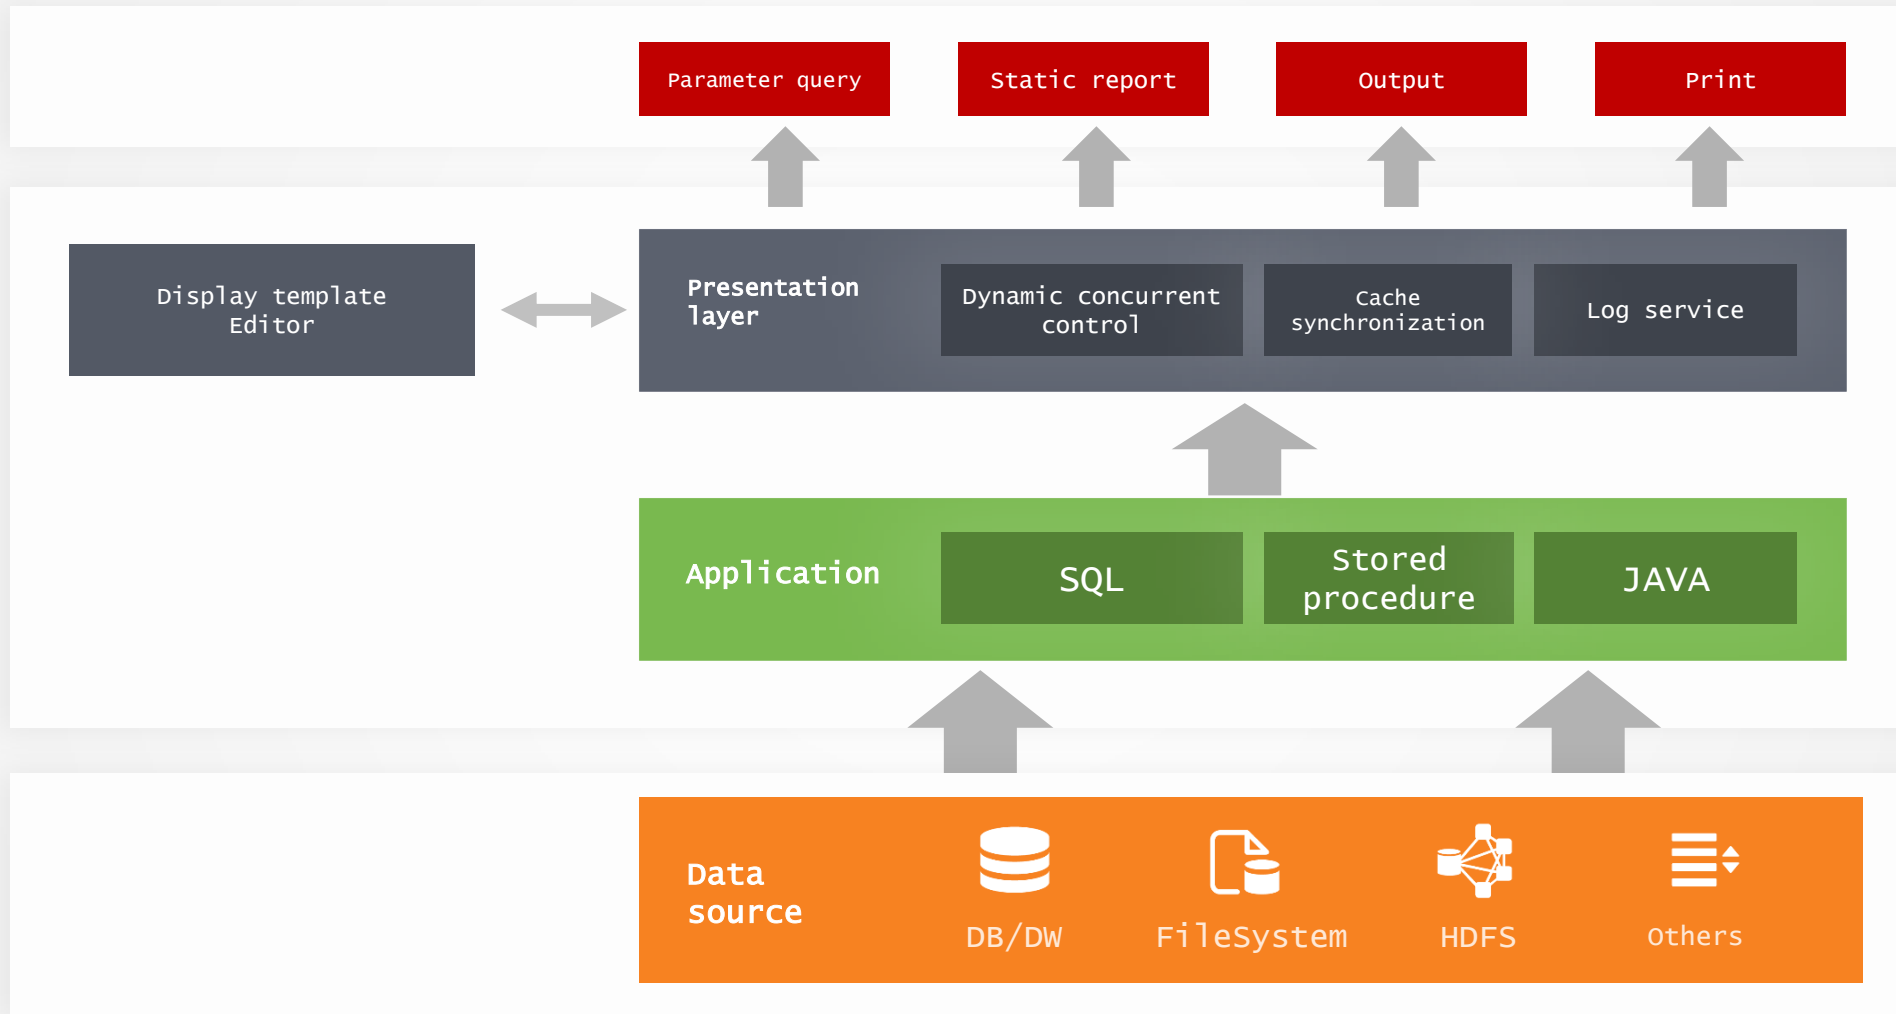 Parameter query
Static report
Output
Print
Display template
Editor
Presentation
layer
Dynamic concurrent
control
Cache
synchronization
Log service
Application
SQL
Stored
procedure
JAVA
Data
source
DB/DW
FileSystem
HDFS
Others